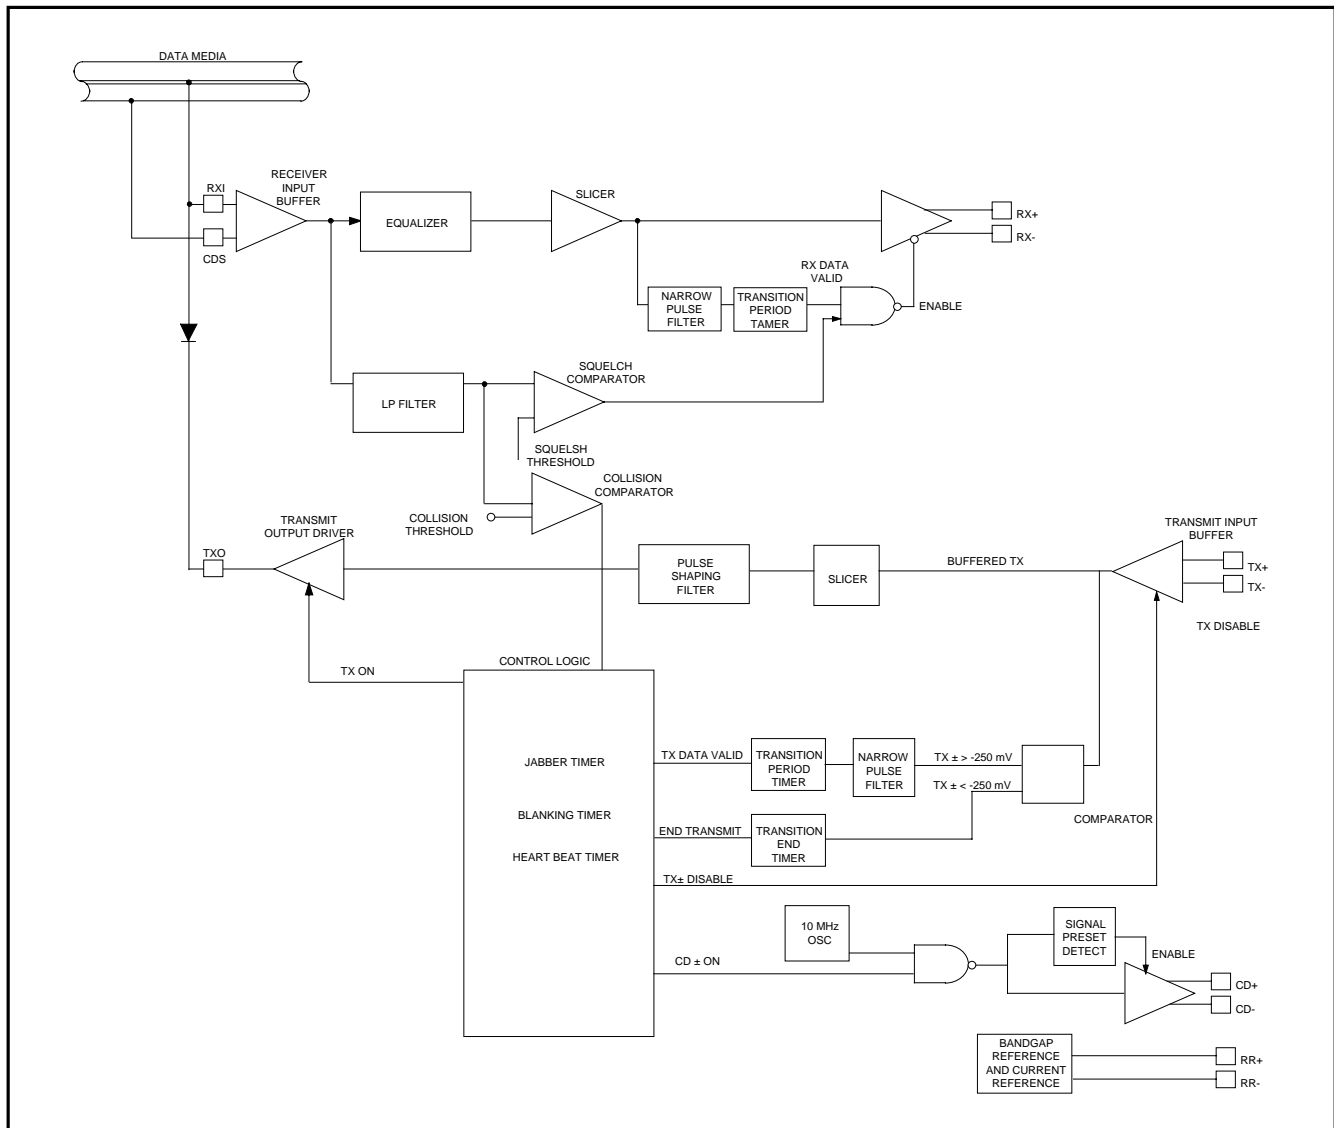 DATA MEDIA
RXI
CDS
RECEIVER
INPUT
BUFFER
EQUALIZER
SLICER
RX+
RX-
RX DATA
VALID
NARROW
PULSE
FILTER
TRANSITION
PERIOD
TAMER
ENABLE
LP FILTER
SQUELCH
COMPARATOR
SQUELSH
THRESHOLD
COLLISION
COMPARATOR
COLLISION
THRESHOLD
TRANSMIT
OUTPUT DRIVER
TXO
PULSE
SHAPING
FILTER
SLICER
BUFFERED TX
TRANSMIT INPUT
BUFFER
TX+
TX-
TX DISABLE
TX ON
CONTROL LOGIC
JABBER TIMER
BLANKING TIMER
HEART BEAT TIMER
TX DATA VALID
TRANSITION
PERIOD
TIMER
NARROW
PULSE
FILTER
TX ± > -250 mV
TX ± < -250 mV
COMPARATOR
END TRANSMIT
TRANSITION
END
TIMER
TX± DISABLE
10 MHz
OSC
CD ± ON
SIGNAL
PRESET
DETECT
ENABLE
CD+
CD-
BANDGAP
REFERENCE
AND CURRENT
REFERENCE
RR+
RR-